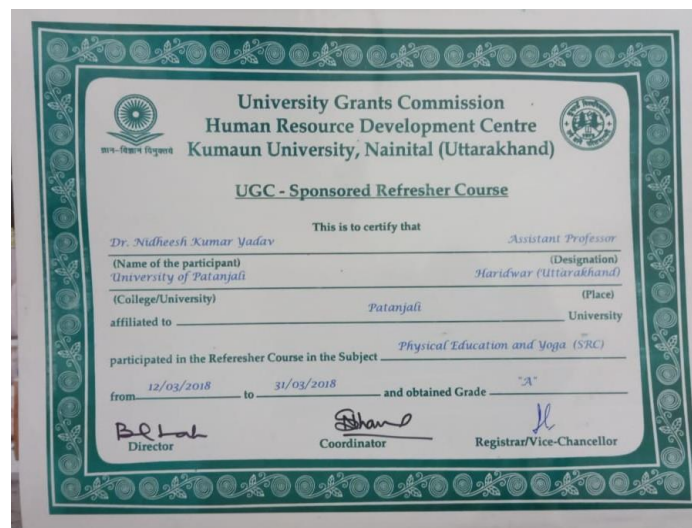 University Grants Commission
Human Resource Development Centre
Kumaun University, Nainital (Uttarakhand)
ज्ञान-विज्ञान विमुक्तये
UGC - Sponsored Refresher Course
This is to certify that
Dr. Nidheesh Kumar Yadav Assistant Professor
(Name of the participant) (Designation)
University of Patanjali Haridwar (Uttarakhand)
(College/University) (Place)
Patanjali
affiliated to University
Physical Education and Yoga (SRC)
participated in the Referesher Course in the Subject
12/03/2018 31/03/2018 "A"
from to and obtained Grade
Director Coordinator Registrar/Vice-Chancellor